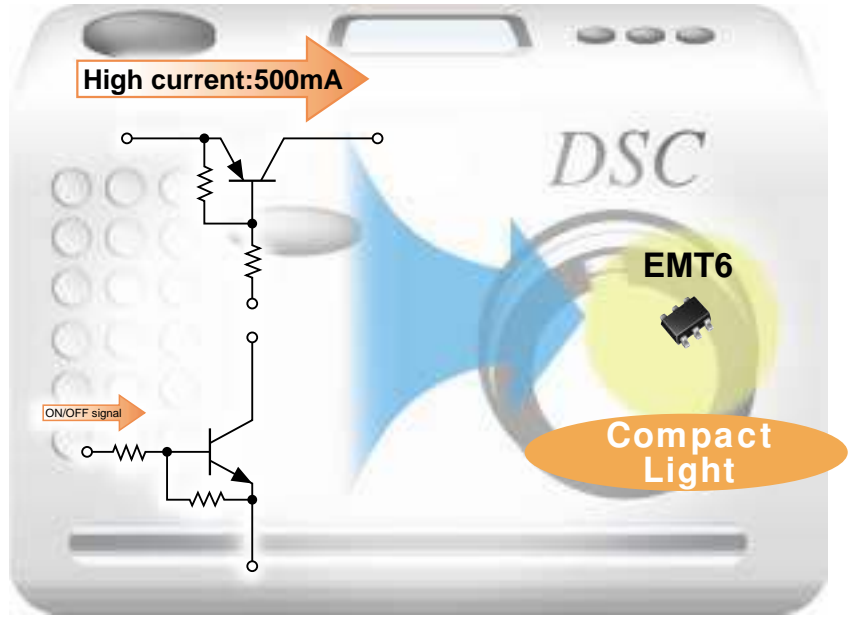 High current:500mA
DSC
EMT6
ON/OFF signal
Compact
Light